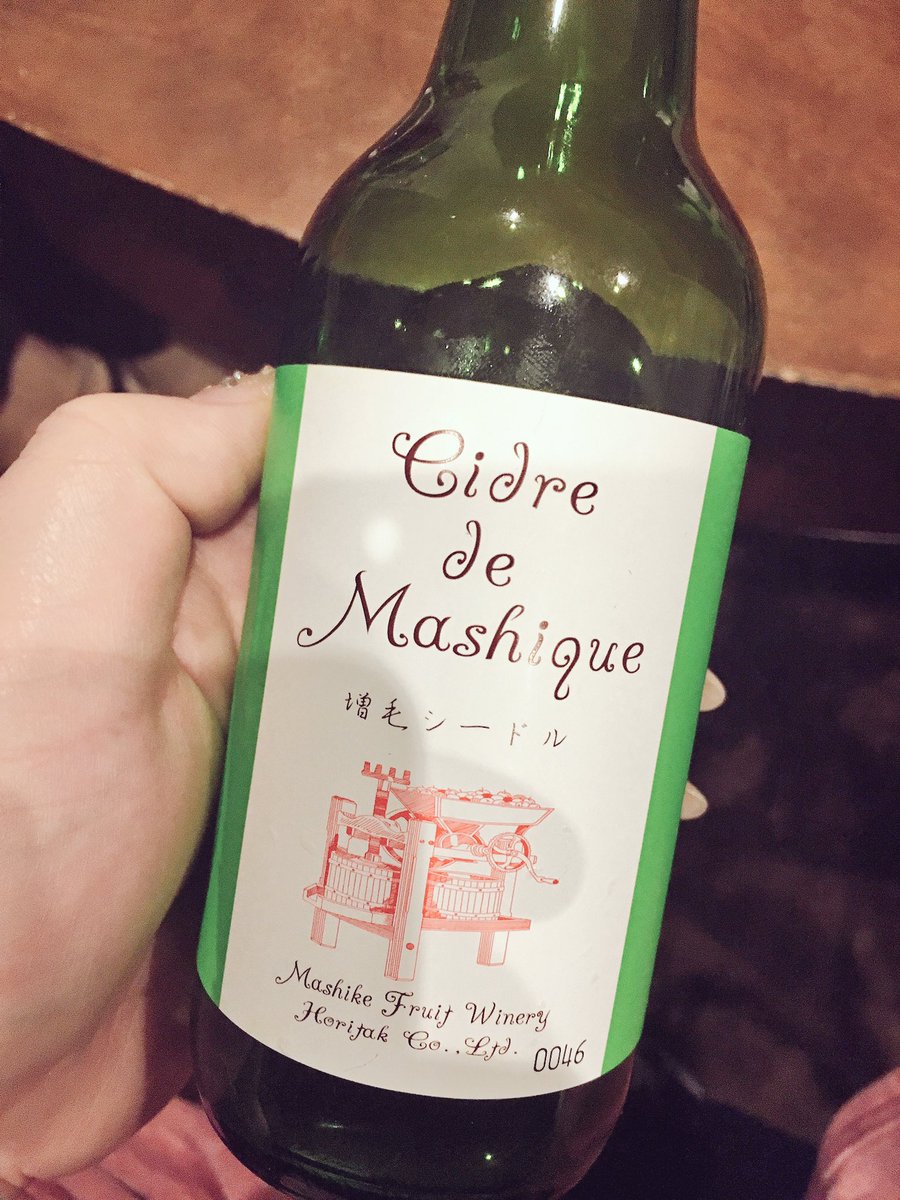 Cidre
de
Mashique
増毛シードル
Mashike Fruit Winery
Horitak Co.,Ltd.
0046